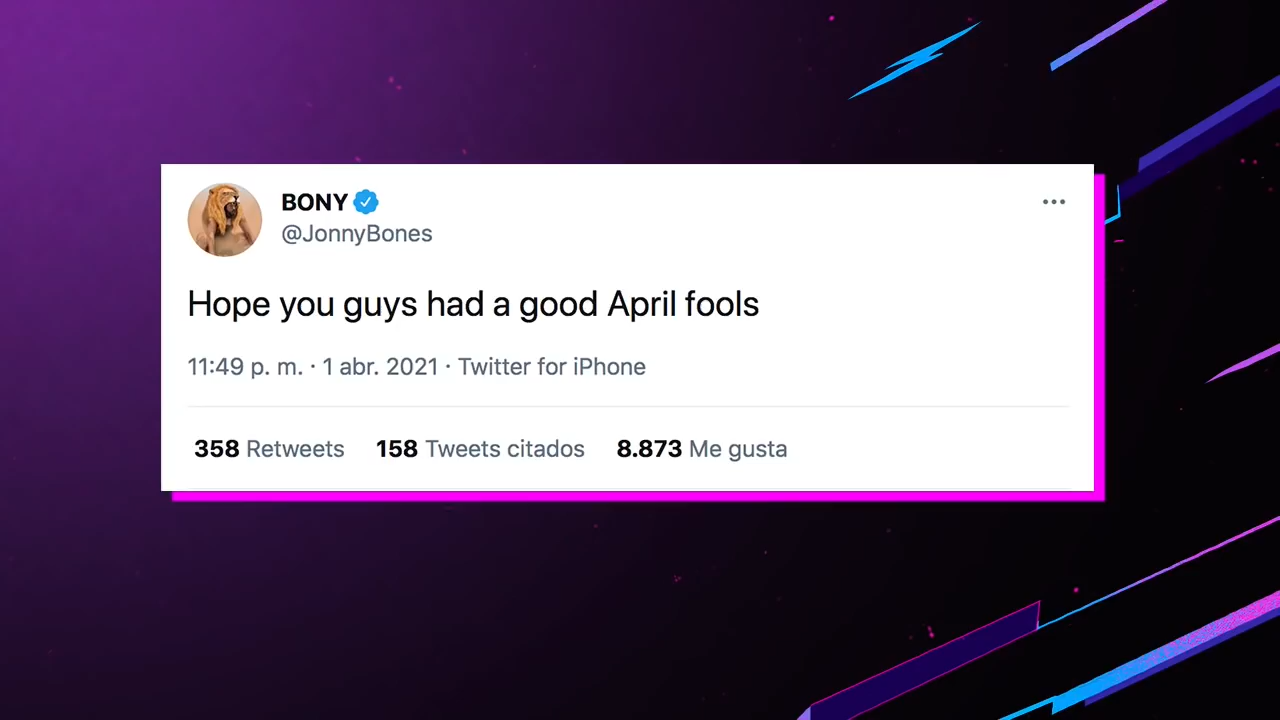 BONY
@JonnyBones
Hope you guys had a good April fools
11:49 p. m. · 1 abr. 2021 · Twitter for iPhone
358 Retweets 158 Tweets citados 8.873 Me gusta